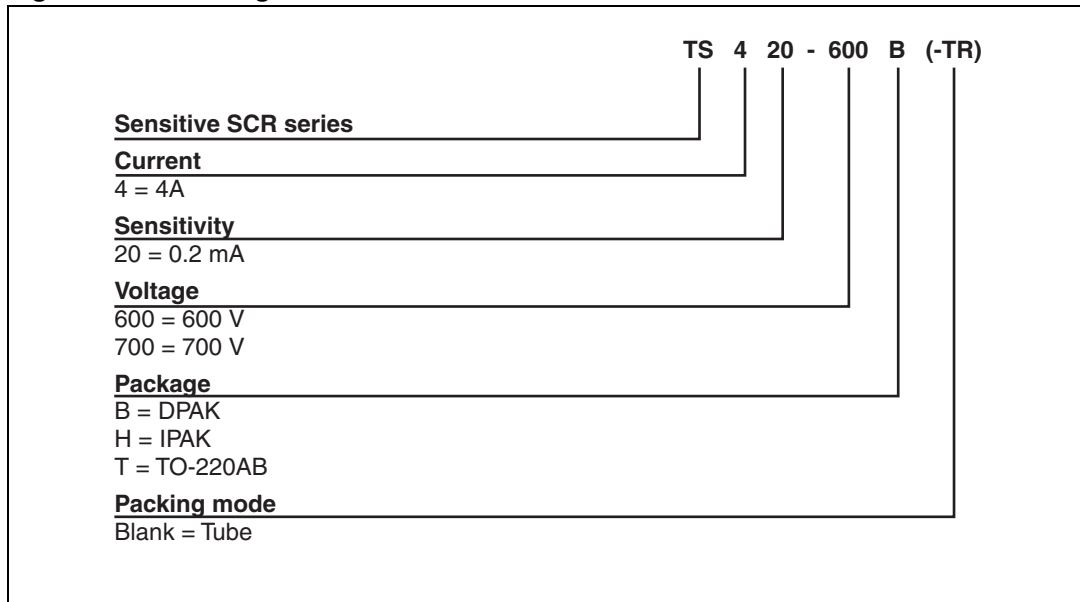 TS 4 20 - 600 B (-TR)
Sensitive SCR series
Current
4 = 4A
Sensitivity
20 = 0.2 mA
Voltage
600 = 600 V
700 = 700 V
Package
B = DPAK
H = IPAK
T = TO-220AB
Packing mode
Blank = Tube